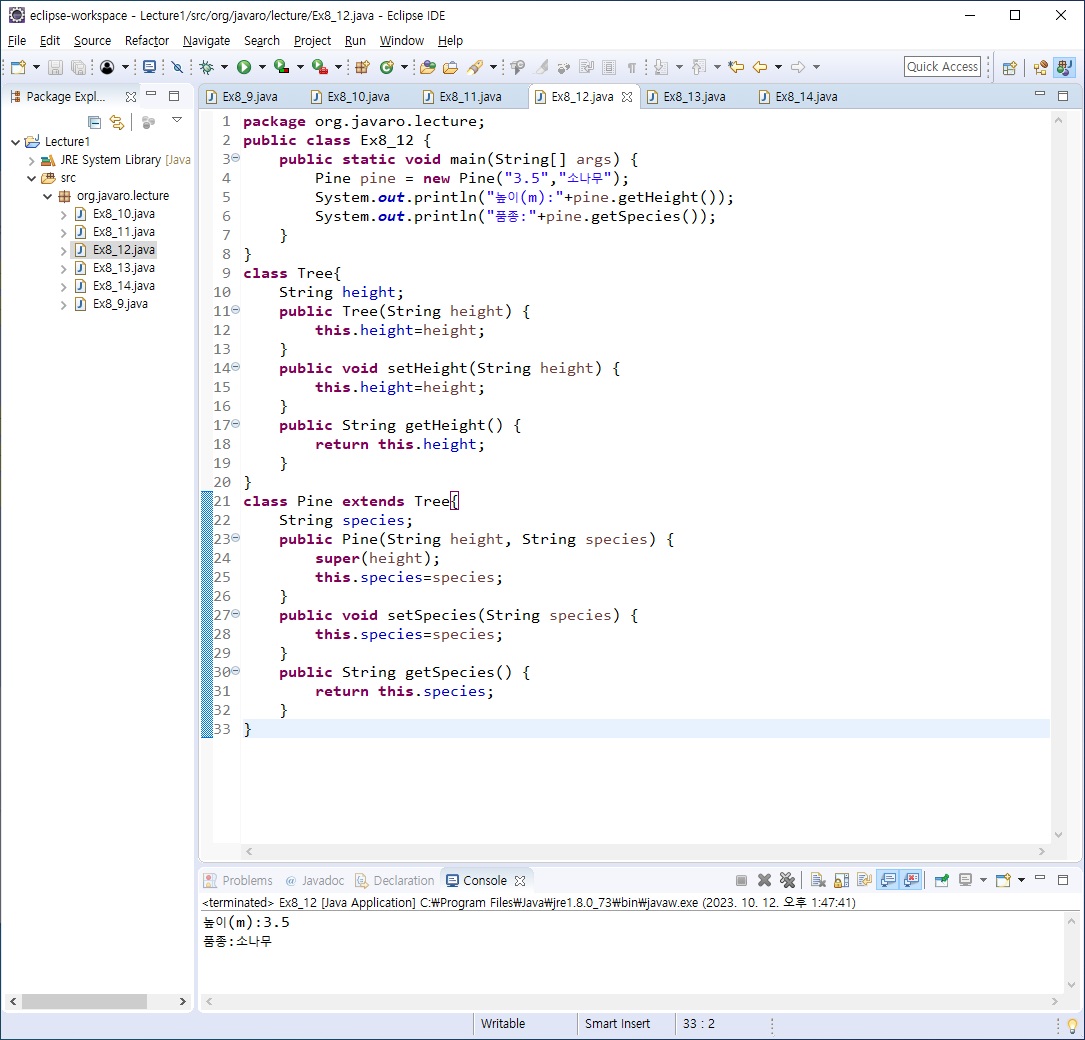 eclipse-workspace - Lecture1/src/org/javaro/lecture/Ex8_12.java - Eclipse IDE
File Edit Source Refactor Navigate Search Project Run Window Help
Quick Access
Package Expl...
Ex8_9.java Ex8_10.java Ex8_11.java Ex8_12.java Ex8_13.java Ex8_14.java
Lecture1
JRE System Library [Java
src
org.javaro.lecture
Ex8_10.java
Ex8_11.java
Ex8_12.java
Ex8_13.java
Ex8_14.java
Ex8_9.java
1 package org.javaro.lecture;
2 public class Ex8_12 {
3 public static void main(String[] args) {
4 Pine pine = new Pine("3.5","소나무");
5 System.out.println("높이(m):"+pine.getHeight());
6 System.out.println("품종:"+pine.getSpecies());
7 }
8 }
9 class Tree{
10 String height;
11 public Tree(String height) {
12 this.height=height;
13 }
14 public void setHeight(String height) {
15 this.height=height;
16 }
17 public String getHeight() {
18 return this.height;
19 }
20 }
21 class Pine extends Tree{
22 String species;
23 public Pine(String height, String species) {
24 super(height);
25 this.species=species;
26 }
27 public void setSpecies(String species) {
28 this.species=species;
29 }
30 public String getSpecies() {
31 return this.species;
32 }
33 }
Problems @ Javadoc Declaration Console
<terminated> Ex8_12 [Java Application] C:₩Program Files₩Java₩jre1.8.0_73₩bin₩javaw.exe (2023. 10. 12. 오후 1:47:41)
높이(m):3.5
품종:소나무
Writable Smart Insert 33 : 2